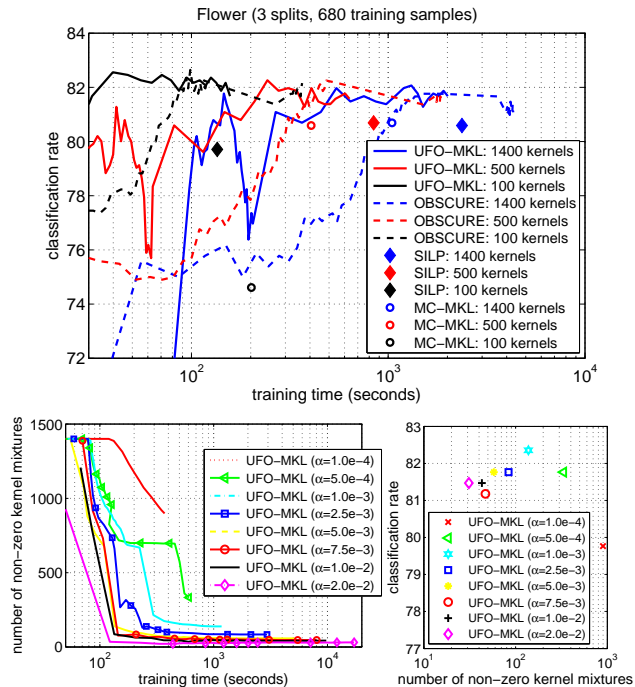 Flower (3 splits, 680 training samples)
84
82
80
78
76
74
72
classification rate
10^2
10^3
10^4
training time (seconds)
UFO−MKL: 1400 kernels
UFO−MKL: 500 kernels
UFO−MKL: 100 kernels
OBSCURE: 1400 kernels
OBSCURE: 500 kernels
OBSCURE: 100 kernels
SILP: 1400 kernels
SILP: 500 kernels
SILP: 100 kernels
MC−MKL: 1400 kernels
MC−MKL: 500 kernels
MC−MKL: 100 kernels
1500
1000
500
0
number of non−zero kernel mixtures
10^2
10^3
10^4
training time (seconds)
UFO−MKL (α=1.0e−4)
UFO−MKL (α=5.0e−4)
UFO−MKL (α=1.0e−3)
UFO−MKL (α=2.5e−3)
UFO−MKL (α=5.0e−3)
UFO−MKL (α=7.5e−3)
UFO−MKL (α=1.0e−2)
UFO−MKL (α=2.0e−2)
83
82
81
80
79
78
77
classification rate
10^1
10^2
10^3
number of non−zero kernel mixtures
UFO−MKL (α=1.0e−4)
UFO−MKL (α=5.0e−4)
UFO−MKL (α=1.0e−3)
UFO−MKL (α=2.5e−3)
UFO−MKL (α=5.0e−3)
UFO−MKL (α=7.5e−3)
UFO−MKL (α=1.0e−2)
UFO−MKL (α=2.0e−2)